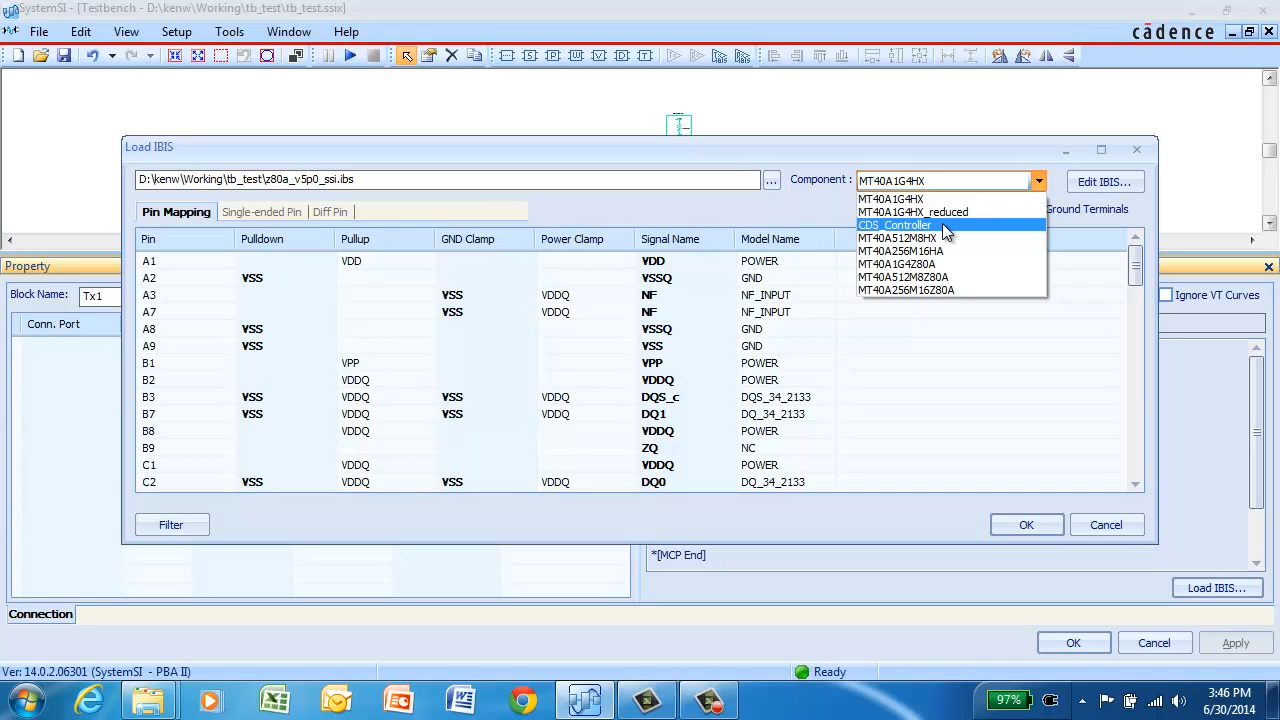 SystemSI - [Testbench - D:\kenw\Working\tb_test\tb_test.ssix]
File Edit View Setup Tools Window Help
cādence
Load IBIS
D:\kenw\Working\tb_test\z80a_v5p0_ssi.ibs ... Component : MT40A1G4HX Edit IBIS...
MT40A1G4HX
MT40A1G4HX_reduced
CDS_Controller
MT40A512M8HX
MT40A256M16HA
MT40A1G4Z80A
MT40A512M8Z80A
MT40A256M16Z80A
Pin Mapping Single-ended Pin Diff Pin Ground Terminals
Pin Pulldown Pullup GND Clamp Power Clamp Signal Name Model Name
A1 VDD VDD POWER
A2 VSS VSSQ GND
A3 VSS VDDQ NF NF_INPUT
A7 VSS VDDQ NF NF_INPUT
A8 VSS VSSQ GND
A9 VSS VSS GND
B1 VPP VPP POWER
B2 VDDQ VDDQ POWER
B3 VSS VDDQ VSS VDDQ DQS_c DQS_34_2133
B7 VSS VDDQ VSS VDDQ DQ1 DQ_34_2133
B8 VDDQ VDDQ POWER
B9 ZQ NC
C1 VDDQ VDDQ POWER
C2 VSS VDDQ VSS VDDQ DQ0 DQ_34_2133
Filter OK Cancel
Property
Block Name: Tx1 Ignore VT Curves
Conn. Port
*[MCP End]
Load IBIS...
Connection
OK Cancel Apply
Ver: 14.0.2.06301 (SystemSI - PBA II) Ready
97% 3:46 PM
6/30/2014